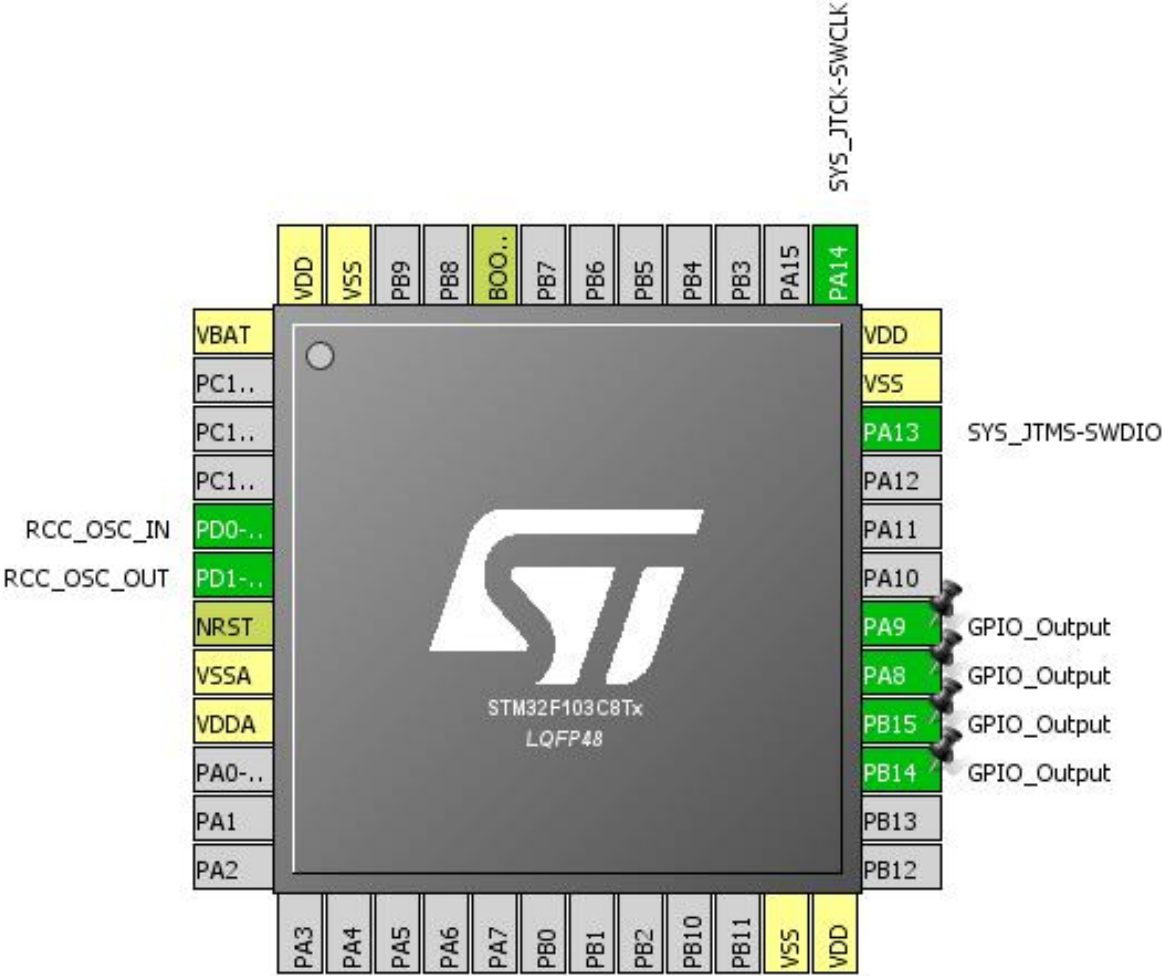 SYS_JTCK-SWCLK
VDD
VSS
PB9
PB8
BOO..
PB7
PB6
PB5
PB4
PB3
PA15
PA14
VBAT
PC1..
PC1..
PC1..
RCC_OSC_IN PD0-..
RCC_OSC_OUT PD1-..
NRST
VSSA
VDDA
PA0-..
PA1
PA2
ST
STM32F103C8Tx
LQFP48
VDD
VSS
PA13 SYS_JTMS-SWDIO
PA12
PA11
PA10
PA9 GPIO_Output
PA8 GPIO_Output
PB15 GPIO_Output
PB14 GPIO_Output
PB13
PB12
PA3
PA4
PA5
PA6
PA7
PB0
PB1
PB2
PB10
PB11
VSS
VDD